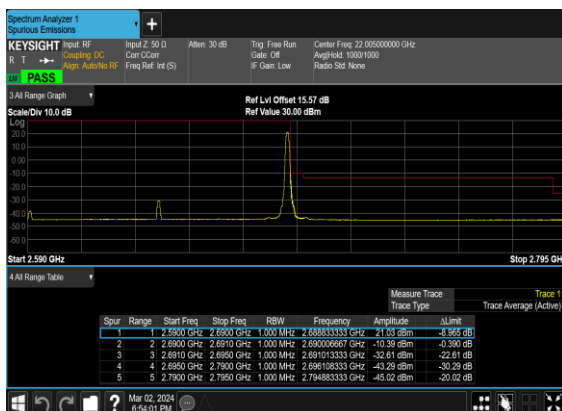 Spectrum Analyzer 1
Spurious Emissions
KEYSIGHT Input: RF Input Z: 50 Ω Atten: 30 dB Trig: Free Run Center Freq: 22.005000000 GHz
R T Coupling: DC Corr CCorr Gate: Off Avg|Hold: 1000/1000
Align: Auto/No RF Freq Ref: Int (S) IF Gain: Low Radio Std: None
PASS
3 All Range Graph
Ref Lvl Offset 15.57 dB
Scale/Div 10.0 dB Ref Value 30.00 dBm
Log
20.0
10.0
0.00
-10.0
-20.0
-30.0
-40.0
-50.0
-60.0
Start 2.590 GHz Stop 2.795 GH
4 All Range Table
Measure Trace Trace 1
Trace Type Trace Average (Active)
Spur Range Start Freq Stop Freq RBW Frequency Amplitude ΔLimit
1 1 2.5900 GHz 2.6900 GHz 1.000 MHz 2.688833333 GHz 21.03 dBm -8.965 dB
2 2 2.6900 GHz 2.6910 GHz 1.000 MHz 2.690006667 GHz -10.39 dBm -0.390 dB
3 3 2.6910 GHz 2.6950 GHz 1.000 MHz 2.691013333 GHz -32.61 dBm -22.61 dB
4 4 2.6950 GHz 2.7900 GHz 1.000 MHz 2.696108333 GHz -43.29 dBm -30.29 dB
5 5 2.7900 GHz 2.7950 GHz 1.000 MHz 2.794883333 GHz -45.02 dBm -20.02 dB
Mar 02, 2024
6:54:01 PM